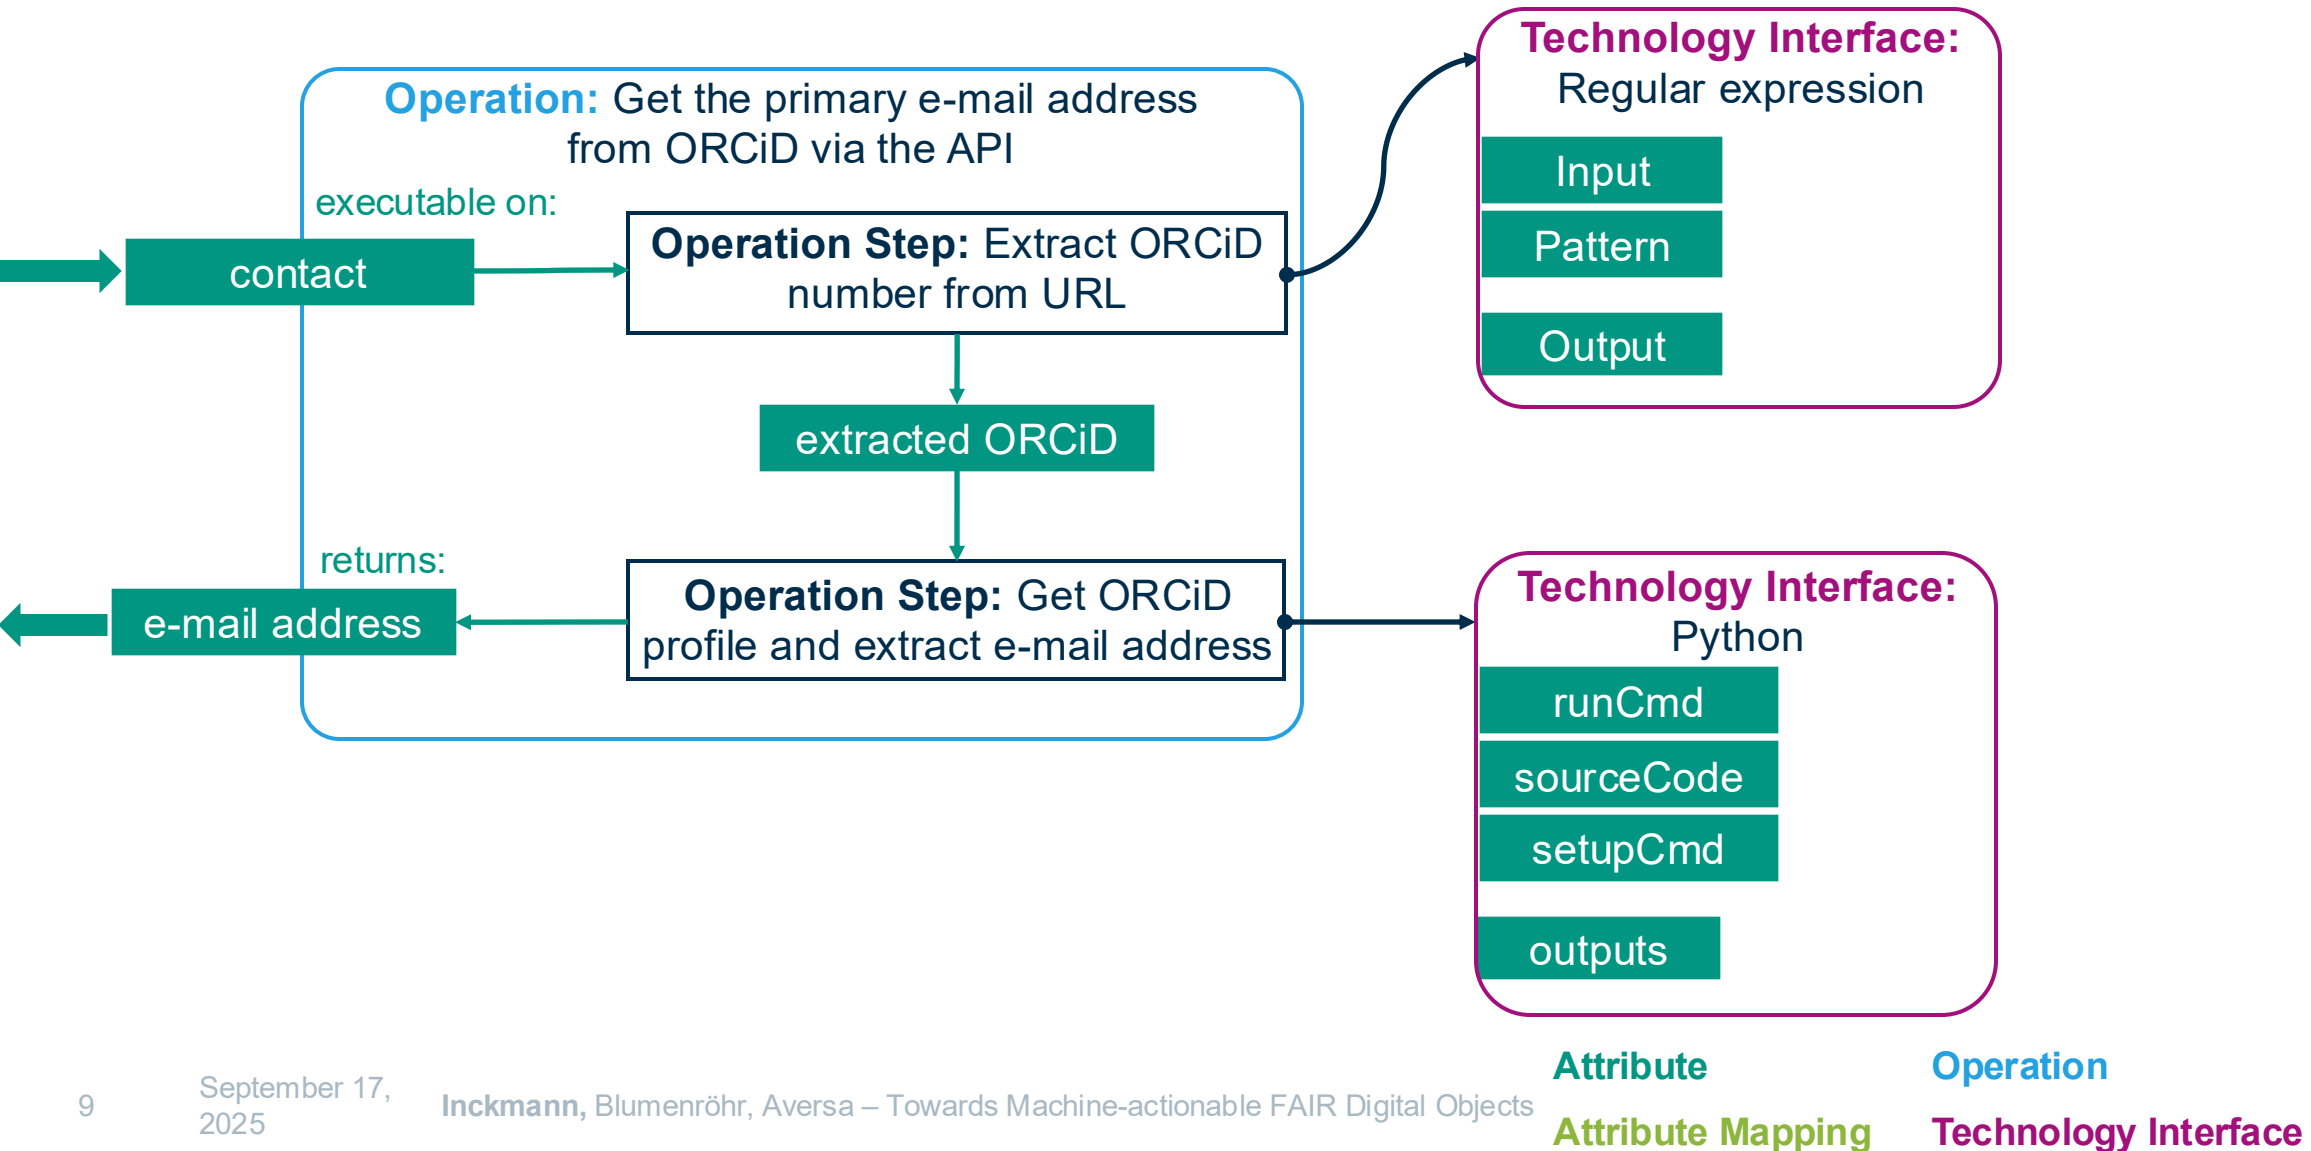 Operation: Get the primary e-mail address
from ORCiD via the API
executable on:
contact
Operation Step: Extract ORCiD
number from URL
extracted ORCiD
returns:
e-mail address
Operation Step: Get ORCiD
profile and extract e-mail address
Technology Interface:
Regular expression
Input
Pattern
Output
Technology Interface:
Python
runCmd
sourceCode
setupCmd
outputs
Attribute
Operation
Attribute Mapping
Technology Interface
9
September 17,
2025
Inckmann, Blumenröhr, Aversa – Towards Machine-actionable FAIR Digital Objects